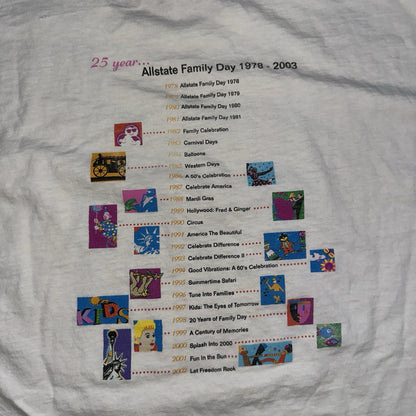 25 year...
Allstate Family Day 1978 - 2003
1978 Allstate Family Day 1978
1979 Allstate Family Day 1979
1980 Allstate Family Day 1980
1981 Allstate Family Day 1981
1982 Family Celebration
1983 Carnival Days
1984 Balloons
1985 Western Days
1986 A 50's Celebration
1987 Celebrate America
1988 Mardi Gras
1989 Hollywood: Fred & Ginger
1990 Circus
1991 America The Beautiful
1992 Celebrate Difference
1993 Celebrate Difference II
1994 Good Vibrations: A 60's Celebration
1995 Summertime Safari
1996 Tune Into Families
1997 Kids: The Eyes of Tomorrow
1998 20 Years of Family Day
1999 A Century of Memories
2000 Splash Into 2000
2001 Fun in the Sun
2002 Let Freedom Rock
KIDS